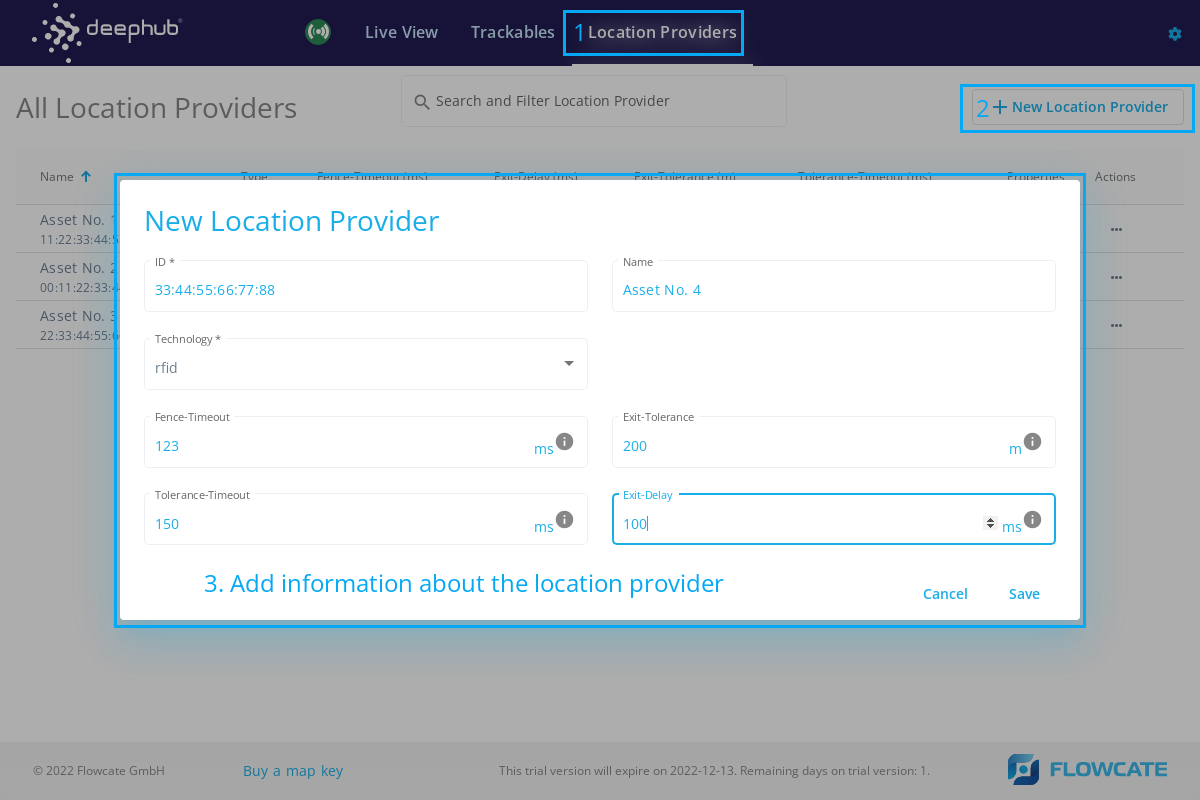 deephub®
Live View
Trackables
1 Location Providers
All Location Providers
Search and Filter Location Provider
2 + New Location Provider
Name
Type
Fence-Timeout (ms)
Exit-Delay (ms)
Exit-Tolerance (m)
Tolerance-Timeout (ms)
Properties
Actions
Asset No. 1
11:22:33:44:5
Asset No. 2
00:11:22:33:4
Asset No. 3
22:33:44:55:6
New Location Provider
ID *
33:44:55:66:77:88
Name
Asset No. 4
Technology *
rfid
Fence-Timeout
123
ms
Exit-Tolerance
200
m
Tolerance-Timeout
150
ms
Exit-Delay
100
ms
3. Add information about the location provider
Cancel
Save
© 2022 Flowcate GmbH
Buy a map key
This trial version will expire on 2022-12-13. Remaining days on trial version: 1.
FLOWCATE